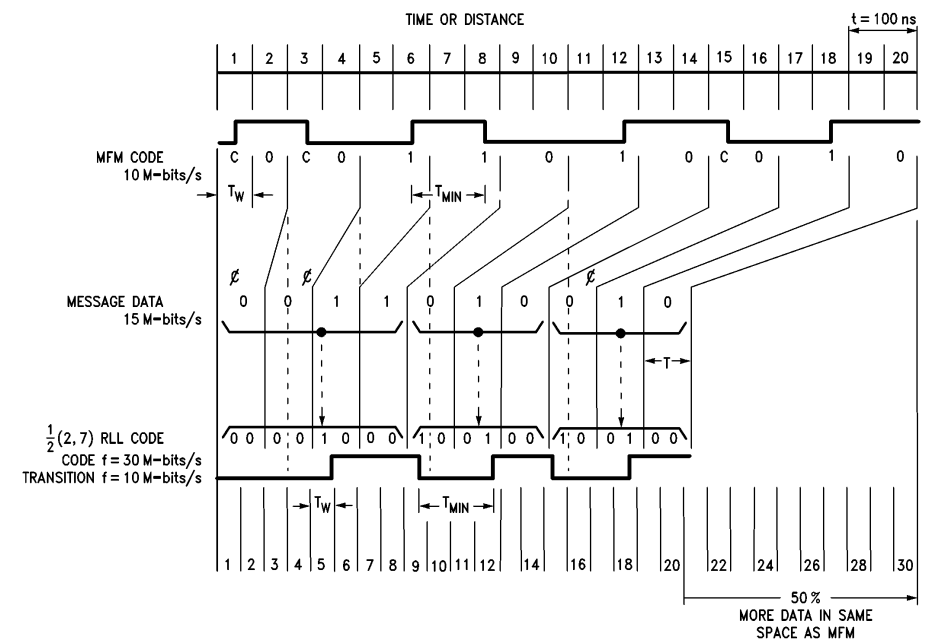 TIME OR DISTANCE
t = 100 ns
1 2 3 4 5 6 7 8 9 10 11 12 13 14 15 16 17 18 19 20
MFM CODE
10 M-bits/s
C 0 C 0 1 1 0 1 0 C 0 1 0
TW
TMIN
₵ ₵ ₵
MESSAGE DATA
15 M-bits/s
0 0 1 1 0 1 0 0 1 0
T
½(2, 7) RLL CODE
0 0 0 0 1 0 0 0 1 0 0 1 0 0 1 0 0 1 0 0
CODE f = 30 M-bits/s
TRANSITION f = 10 M-bits/s
TW
TMIN
1 2 3 4 5 6 7 8 9 10 11 12 14 16 18 20 22 24 26 28 30
50%
MORE DATA IN SAME
SPACE AS MFM